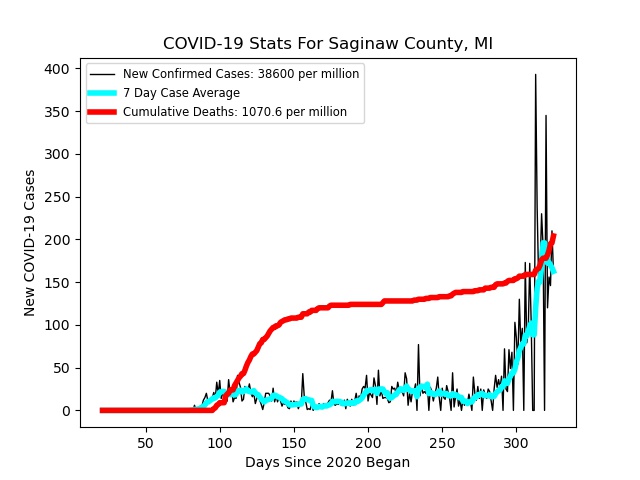 COVID-19 Stats For Saginaw County, MI
New Confirmed Cases: 38600 per million
7 Day Case Average
Cumulative Deaths: 1070.6 per million
400
350
300
250
200
150
100
50
0
New COVID-19 Cases
50 100 150 200 250 300
Days Since 2020 Began